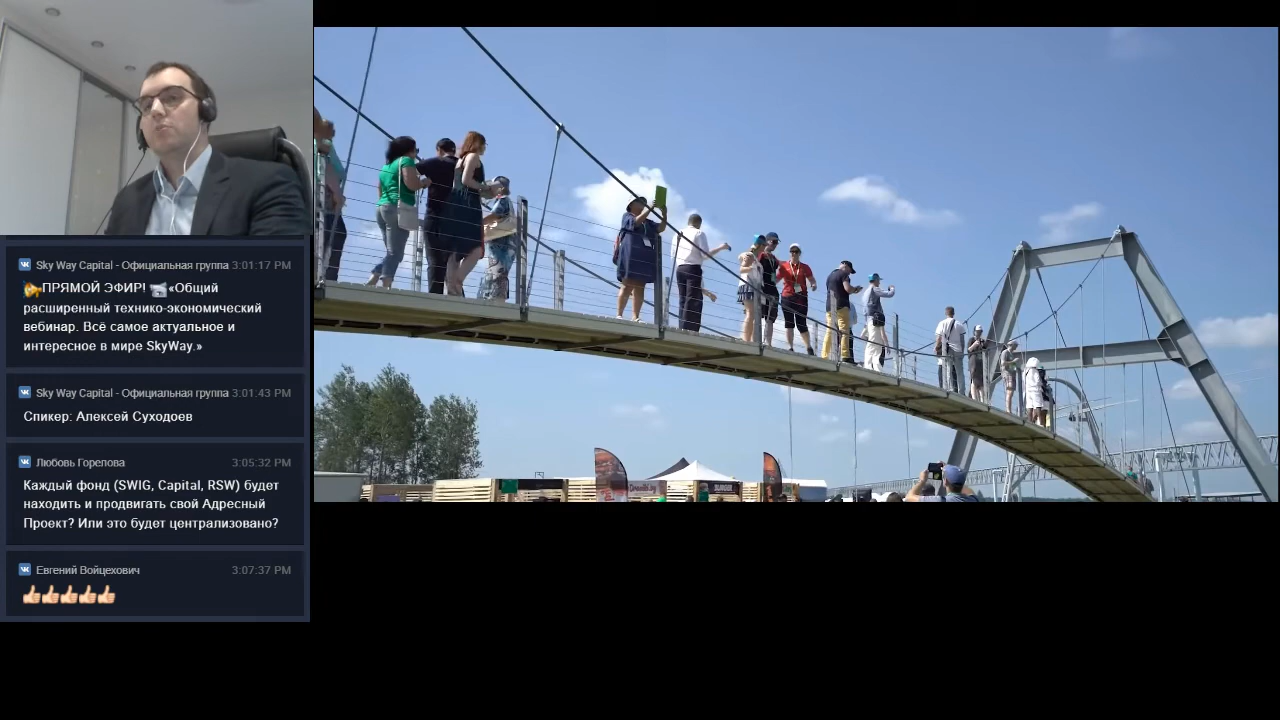 Sky Way Capital - Официальная группа 3:01:17 PM
ПРЯМОЙ ЭФИР! «Общий
расширенный технико-экономический
вебинар. Всё самое актуальное и
интересное в мире SkyWay.»
Sky Way Capital - Официальная группа 3:01:43 PM
Спикер: Алексей Суходоев
Любовь Горелова 3:05:32 PM
Каждый фонд (SWIG, Capital, RSW) будет
находить и продвигать свой Адресный
Проект? Или это будет централизовано?
Евгений Войцехович 3:07:37 PM